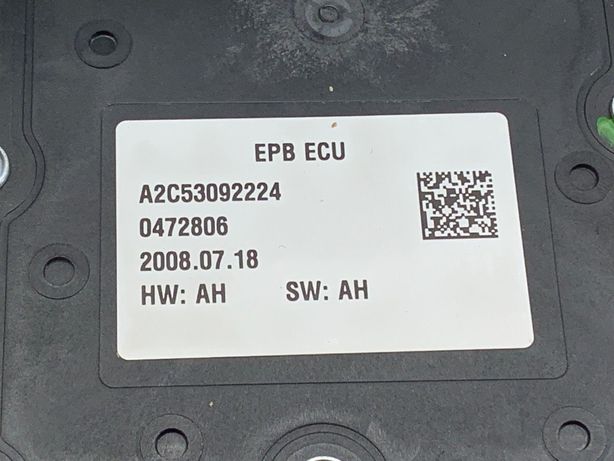 EPB ECU
A2C53092224
0472806
2008.07.18
HW: AH SW: AH